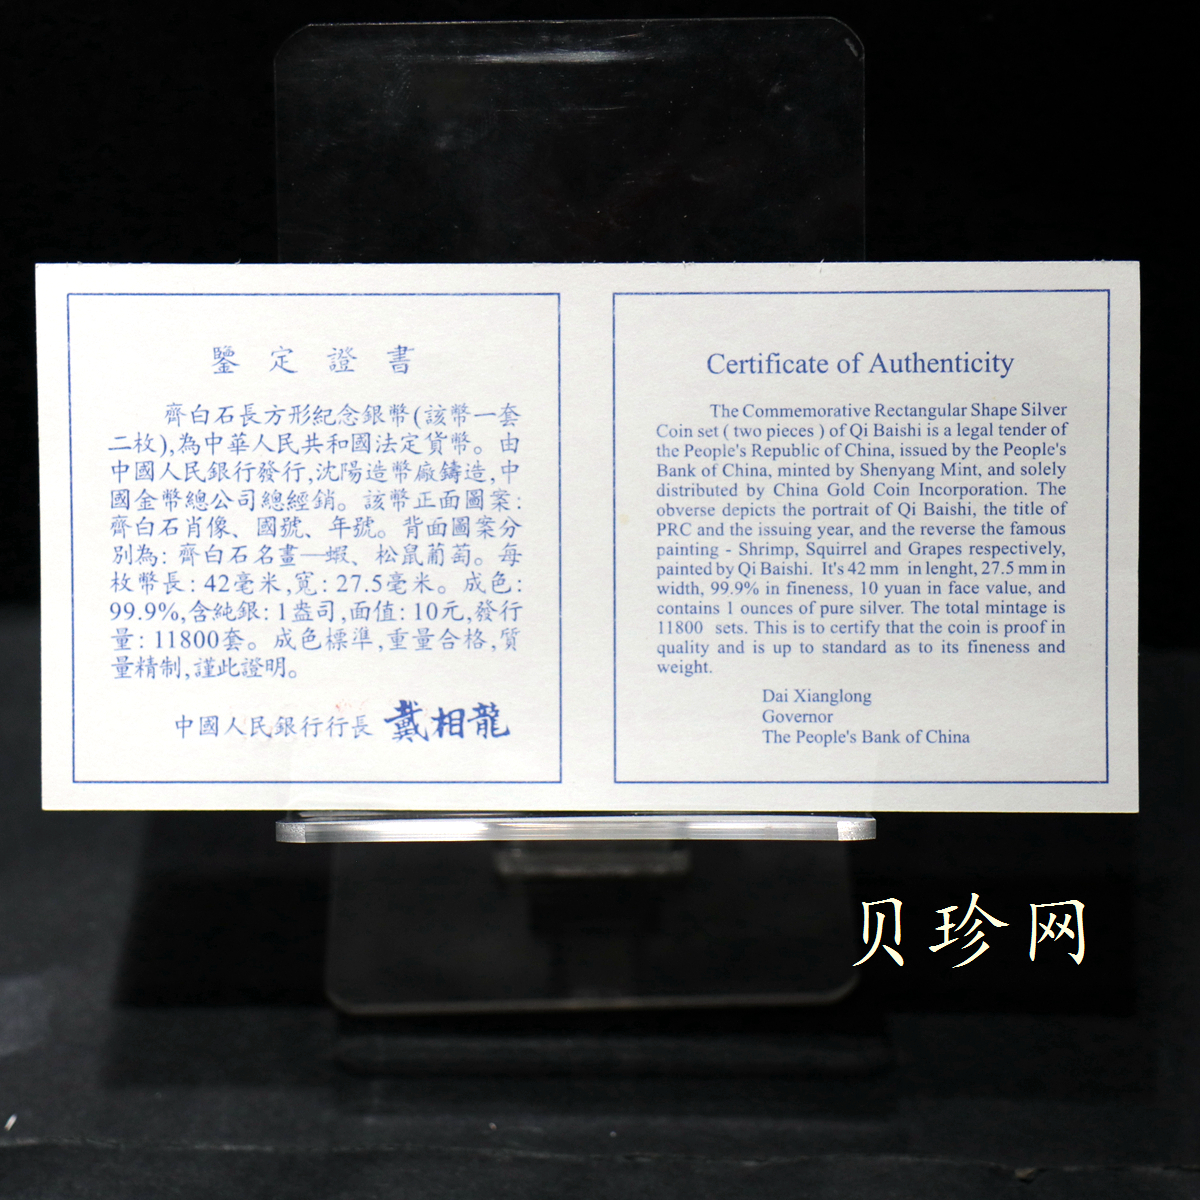 鑒定證書
齊白石長方形紀念銀幣(該幣一套
二枚),為中華人民共和國法定貨幣。由
中國人民銀行發行,沈陽造幣廠鑄造,中
國金幣總公司總經銷。該幣正面圖案:
齊白石肖像、國號、年號。背面圖案分
別為:齊白石名畫—蝦、松鼠葡萄。每
枚幣長:42毫米,寬:27.5毫米。成色:
99.9%,含純銀:1盎司,面值:10元,發行
量:11800套。成色標準,重量合格,質
量精制,謹此證明。
中國人民銀行行長 戴相龍
Certificate of Authenticity
The Commemorative Rectangular Shape Silver
Coin set ( two pieces ) of Qi Baishi is a legal tender of
the People's Republic of China, issued by the People's
Bank of China, minted by Shenyang Mint, and solely
distributed by China Gold Coin Incorporation. The
obverse depicts the portrait of Qi Baishi, the title of
PRC and the issuing year, and the reverse the famous
painting - Shrimp, Squirrel and Grapes respectively,
painted by Qi Baishi. It's 42 mm in lenght, 27.5 mm in
width, 99.9% in fineness, 10 yuan in face value, and
contains 1 ounces of pure silver. The total mintage is
11800 sets. This is to certify that the coin is proof in
quality and is up to standard as to its fineness and
weight.
Dai Xianglong
Governor
The People's Bank of China
贝珍网